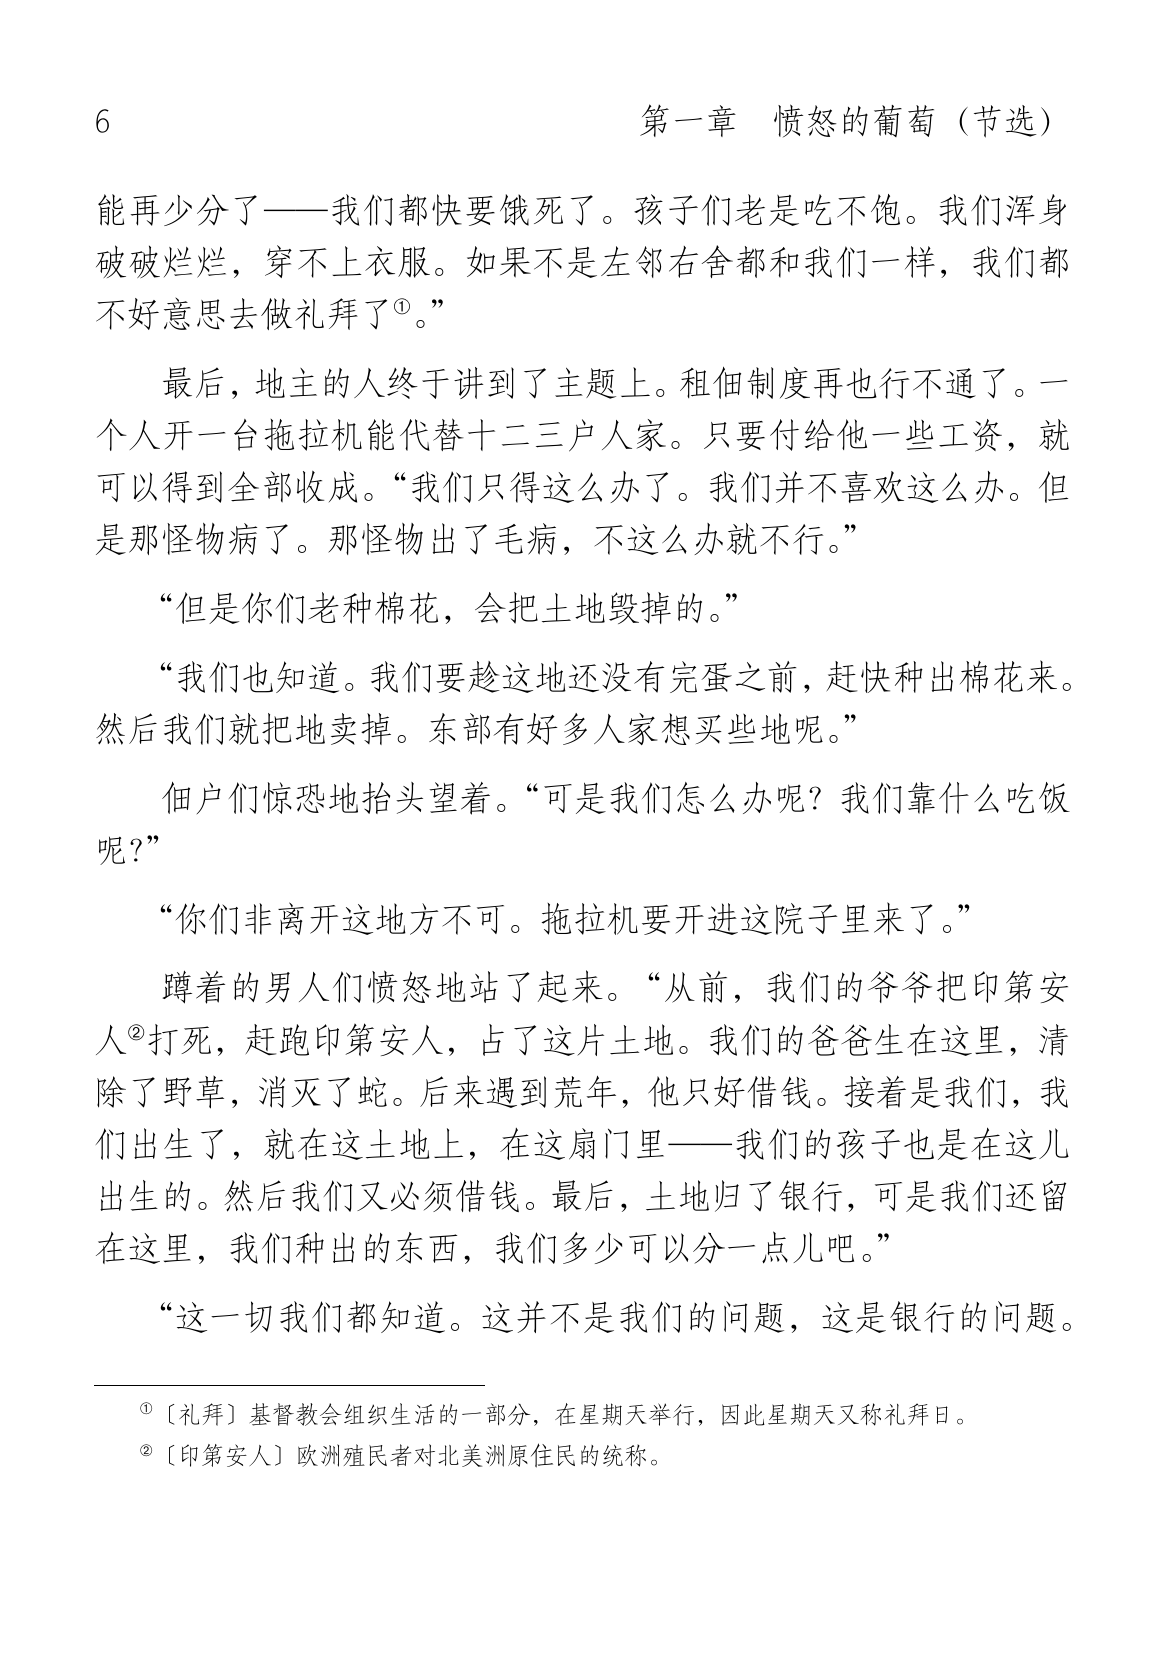 6 第一章 愤怒的葡萄（节选）
能再少分了——我们都快要饿死了。孩子们老是吃不饱。我们浑身
破破烂烂，穿不上衣服。如果不是左邻右舍都和我们一样，我们都
不好意思去做礼拜了①。”
最后，地主的人终于讲到了主题上。租佃制度再也行不通了。一
个人开一台拖拉机能代替十二三户人家。只要付给他一些工资，就
可以得到全部收成。“我们只得这么办了。我们并不喜欢这么办。但
是那怪物病了。那怪物出了毛病，不这么办就不行。”
“但是你们老种棉花，会把土地毁掉的。”
“我们也知道。我们要趁这地还没有完蛋之前，赶快种出棉花来。
然后我们就把地卖掉。东部有好多人家想买些地呢。”
佃户们惊恐地抬头望着。“可是我们怎么办呢？我们靠什么吃饭
呢？”
“你们非离开这地方不可。拖拉机要开进这院子里来了。”
蹲着的男人们愤怒地站了起来。“从前，我们的爷爷把印第安
人②打死，赶跑印第安人，占了这片土地。我们的爸爸生在这里，清
除了野草，消灭了蛇。后来遇到荒年，他只好借钱。接着是我们，我
们出生了，就在这土地上，在这扇门里——我们的孩子也是在这儿
出生的。然后我们又必须借钱。最后，土地归了银行，可是我们还留
在这里，我们种出的东西，我们多少可以分一点儿吧。”
“这一切我们都知道。这并不是我们的问题，这是银行的问题。
①〔礼拜〕基督教会组织生活的一部分，在星期天举行，因此星期天又称礼拜日。
②〔印第安人〕欧洲殖民者对北美洲原住民的统称。